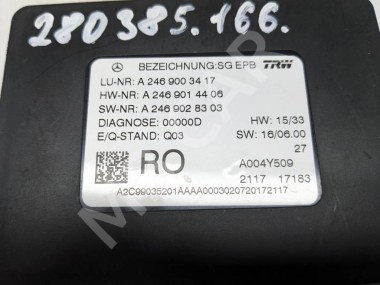 280385.166.
BEZEICHNUNG:SG EPB TRW
LU-NR: A 246 900 34 17
HW-NR: A 246 901 44 06
SW-NR: A 246 902 83 03
DIAGNOSE: 00000D HW: 15/33
E/Q-STAND: Q03 SW: 16/06.00
27
RO A004Y509
2117 17183
A2C99035201AAAA0003020720172117